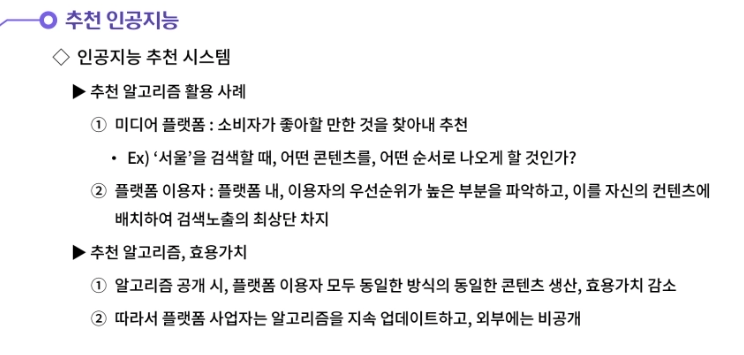 추천 인공지능
◇ 인공지능 추천 시스템
▶ 추천 알고리즘 활용 사례
① 미디어 플랫폼 : 소비자가 좋아할 만한 것을 찾아내 추천
• Ex) ‘서울’을 검색할 때, 어떤 콘텐츠를, 어떤 순서로 나오게 할 것인가?
② 플랫폼 이용자 : 플랫폼 내, 이용자의 우선순위가 높은 부분을 파악하고, 이를 자신의 컨텐츠에
배치하여 검색노출의 최상단 차지
▶ 추천 알고리즘, 효용가치
① 알고리즘 공개 시, 플랫폼 이용자 모두 동일한 방식의 동일한 콘텐츠 생산, 효용가치 감소
② 따라서 플랫폼 사업자는 알고리즘을 지속 업데이트하고, 외부에는 비공개